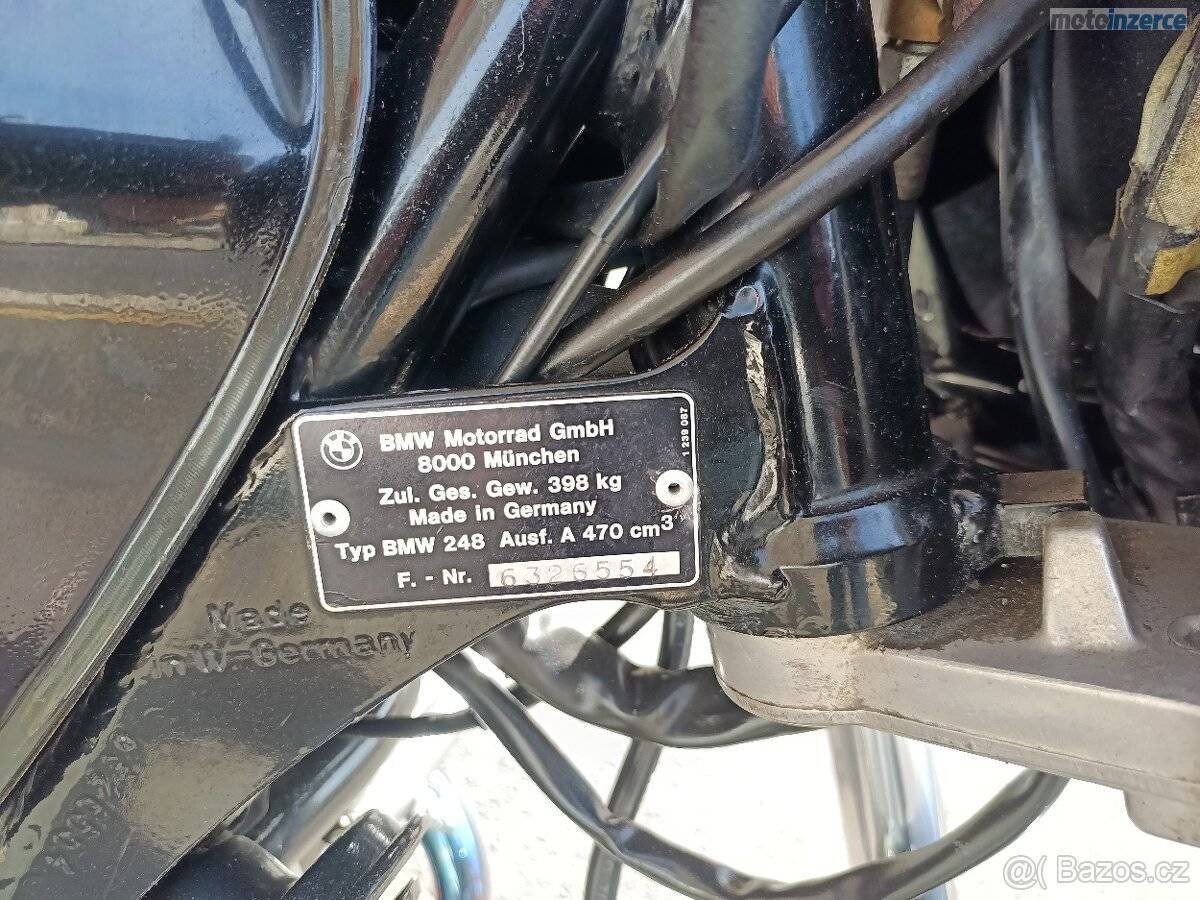 motoinzerce
BMW Motorrad GmbH
8000 München
Zul. Ges. Gew. 398 kg
Made in Germany
Typ BMW 248 Ausf. A 470 cm³
F. - Nr. 6326554
1 239 087
Made
in W-Germany
@ Bazos.cz